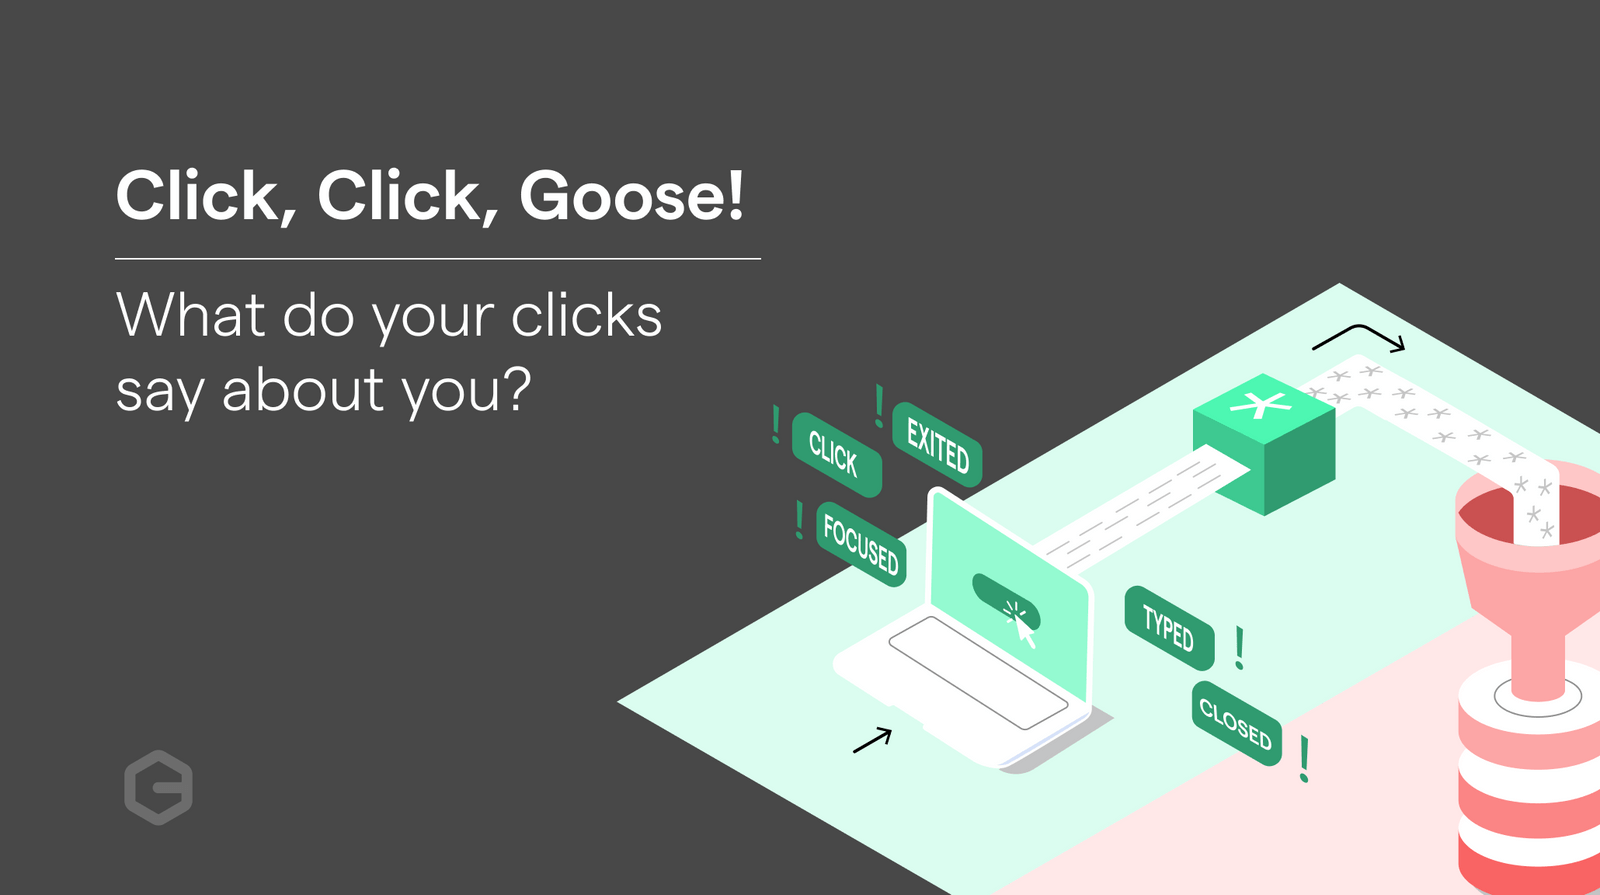 Click, Click, Goose!
What do your clicks
say about you?
! CLICK
! EXITED
! FOCUSED
TYPED !
CLOSED !